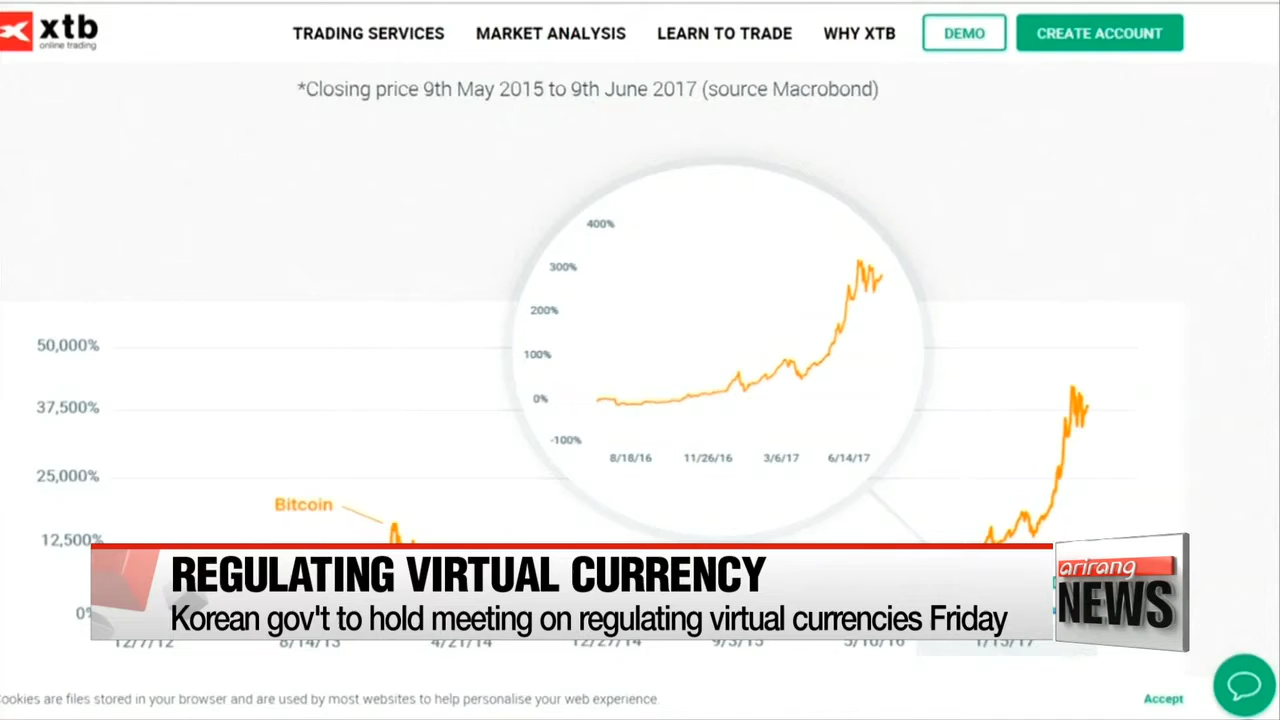 xtb
online trading
TRADING SERVICES
MARKET ANALYSIS
LEARN TO TRADE
WHY XTB
DEMO
CREATE ACCOUNT
*Closing price 9th May 2015 to 9th June 2017 (source Macrobond)
400%
300%
200%
100%
0%
-100%
8/18/16
11/26/16
3/6/17
6/14/17
50,000%
37,500%
25,000%
12,500%
0%
Bitcoin
12/7/12
8/14/13
4/21/14
12/27/14
9/3/15
5/10/16
1/15/17
REGULATING VIRTUAL CURRENCY
Korean gov't to hold meeting on regulating virtual currencies Friday
arirang
NEWS
ookies are files stored in your browser and are used by most websites to help personalise your web experience.
Accept